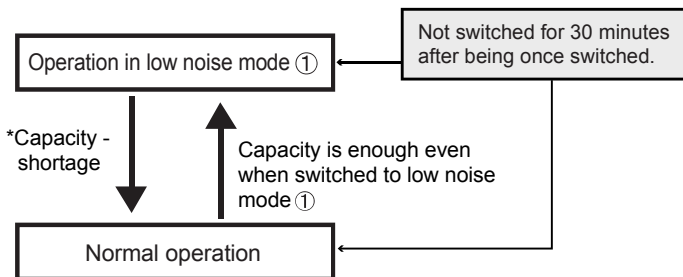 Not switched for 30 minutes
after being once switched.
Operation in low noise mode ①
*Capacity -
shortage
Capacity is enough even
when switched to low noise
mode ①
Normal operation